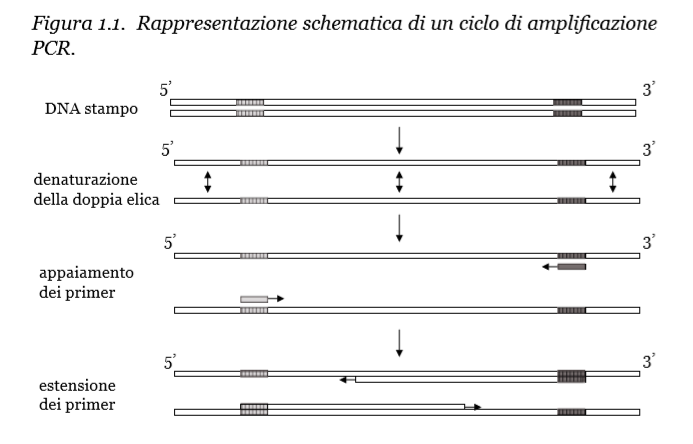 Figura 1.1. Rappresentazione schematica di un ciclo di amplificazione
PCR.
5’ 3’
DNA stampo
5’ 3’
denaturazione
della doppia elica
5’ 3’
appaiamento
dei primer
5’ 3’
estensione
dei primer